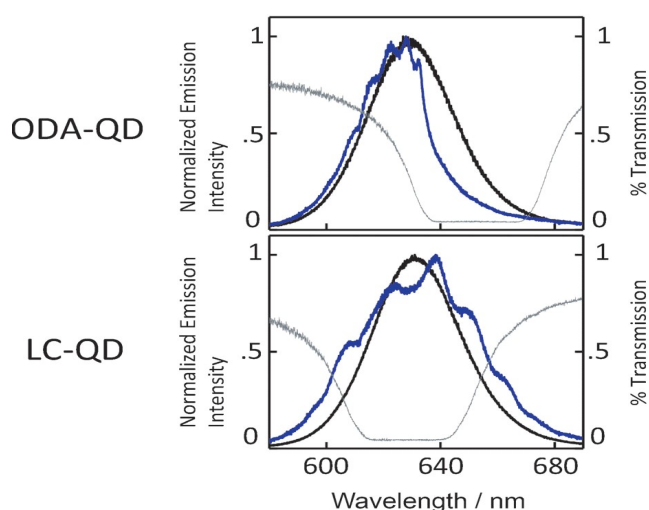 ODA-QD
Normalized Emission
Intensity
1
.5
0
1
.5
0
% Transmission
LC-QD
Normalized Emission
Intensity
1
.5
0
1
.5
0
% Transmission
600
640
680
Wavelength / nm